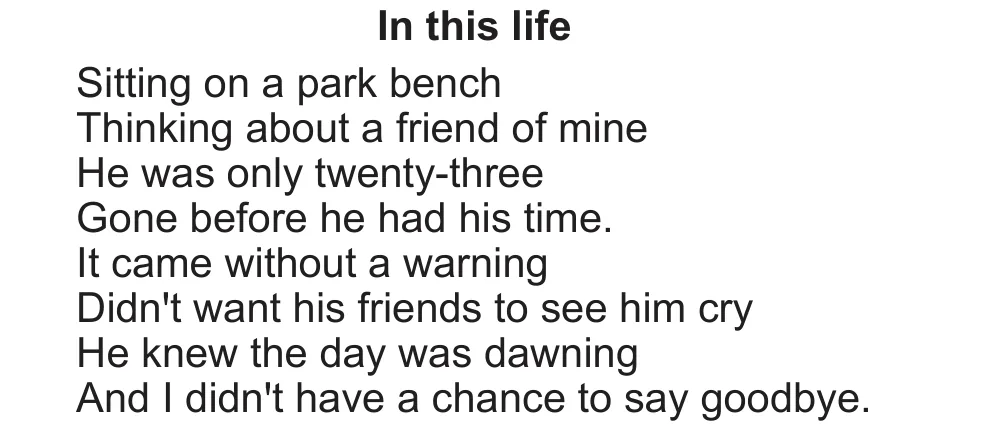 In this life
Sitting on a park bench
Thinking about a friend of mine
He was only twenty-three
Gone before he had his time.
It came without a warning
Didn't want his friends to see him cry
He knew the day was dawning
And I didn't have a chance to say goodbye.